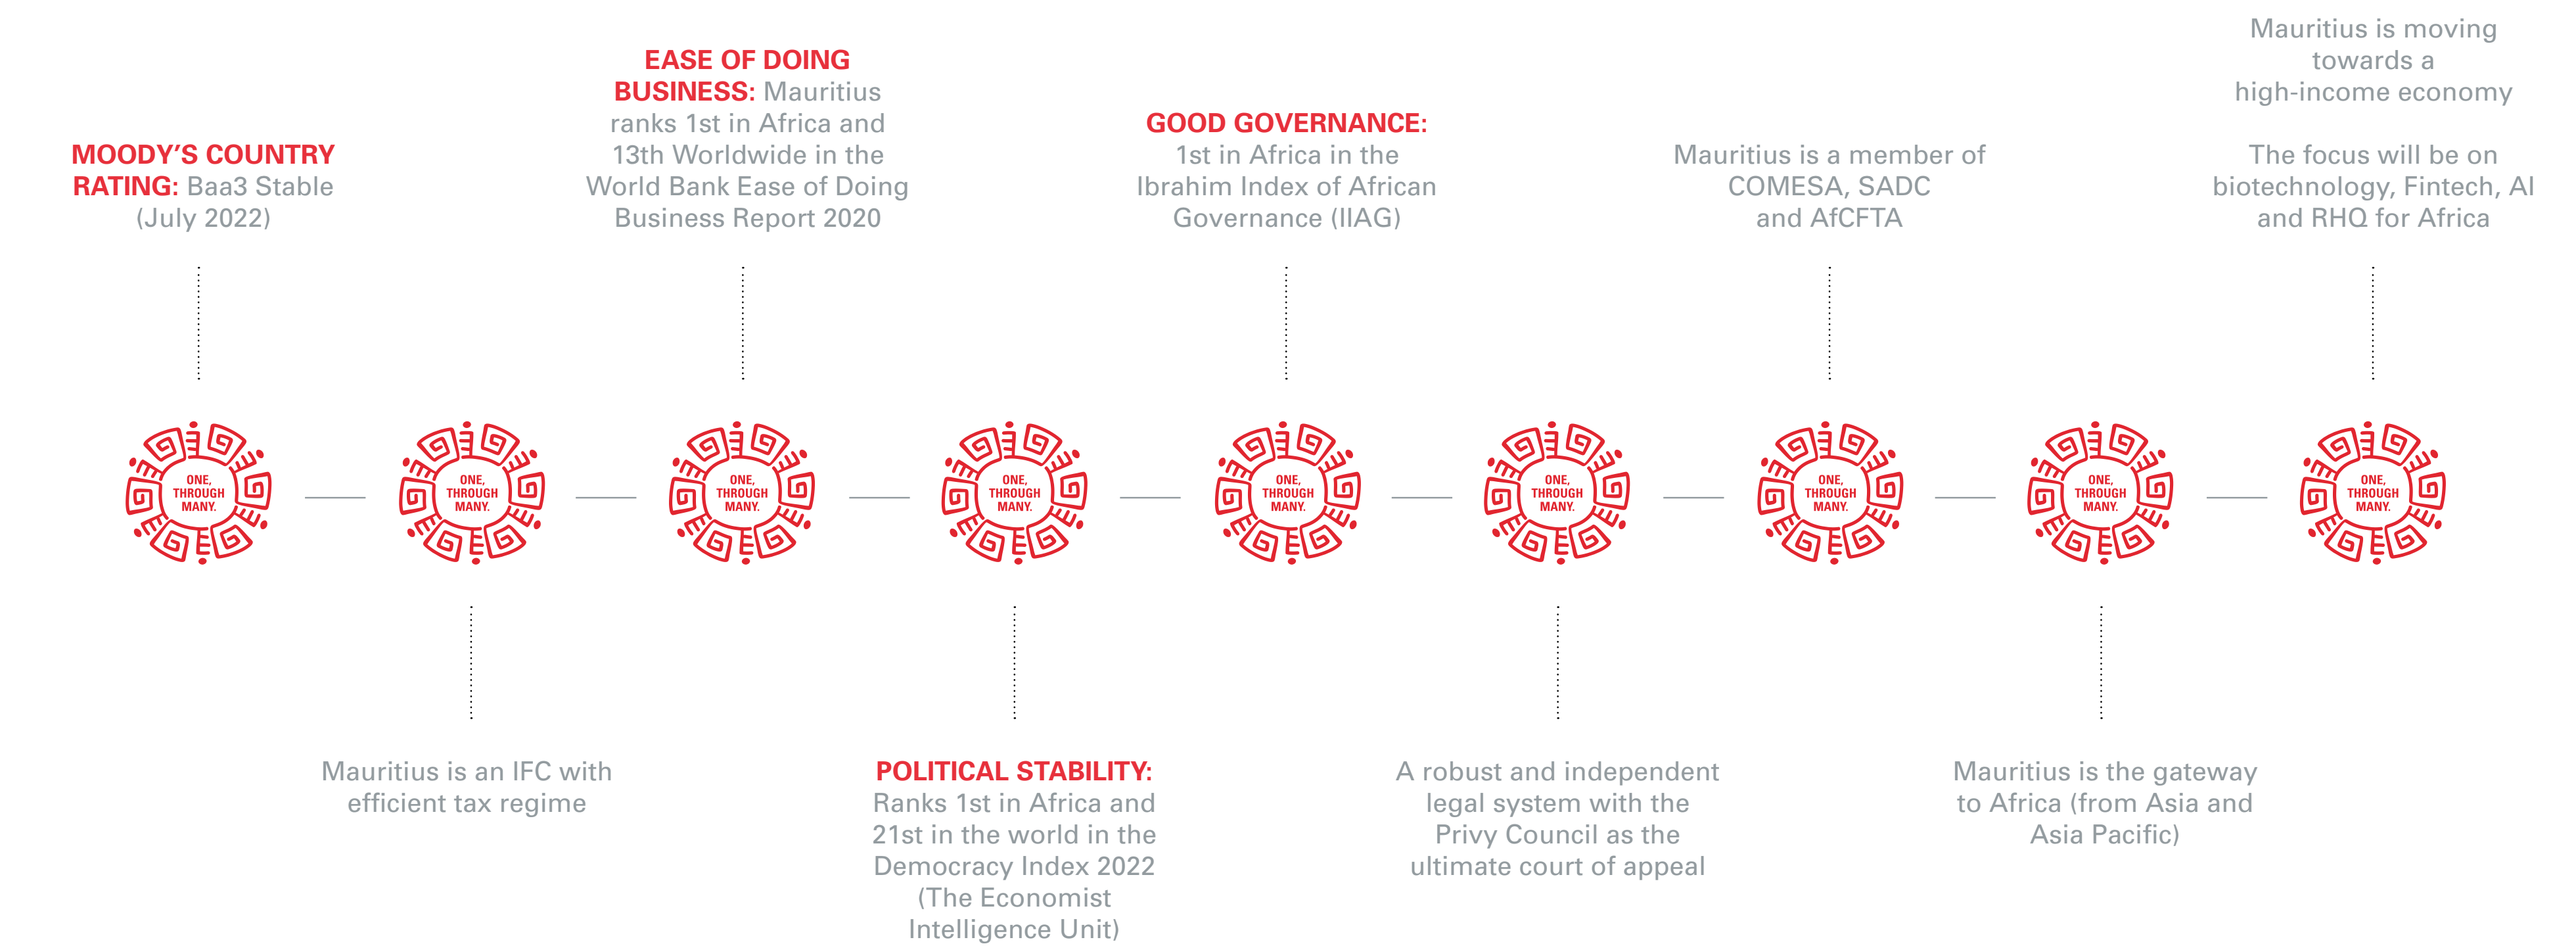 MOODY'S COUNTRY
RATING: Baa3 Stable
(July 2022)
EASE OF DOING
BUSINESS: Mauritius
ranks 1st in Africa and
13th Worldwide in the
World Bank Ease of Doing
Business Report 2020
GOOD GOVERNANCE:
1st in Africa in the
Ibrahim Index of African
Governance (IIAG)
Mauritius is a member of
COMESA, SADC
and AfCFTA
Mauritius is moving
towards a
high-income economy
The focus will be on
biotechnology, Fintech, AI
and RHQ for Africa
ONE,
THROUGH
MANY.
ONE,
THROUGH
MANY.
ONE,
THROUGH
MANY.
ONE,
THROUGH
MANY.
ONE,
THROUGH
MANY.
ONE,
THROUGH
MANY.
ONE,
THROUGH
MANY.
ONE,
THROUGH
MANY.
ONE,
THROUGH
MANY.
Mauritius is an IFC with
efficient tax regime
POLITICAL STABILITY:
Ranks 1st in Africa and
21st in the world in the
Democracy Index 2022
(The Economist
Intelligence Unit)
A robust and independent
legal system with the
Privy Council as the
ultimate court of appeal
Mauritius is the gateway
to Africa (from Asia and
Asia Pacific)